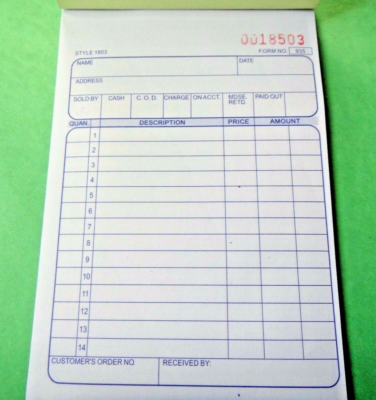 0018503
STYLE 1803 FORM NO. 935
NAME DATE
ADDRESS
SOLD BY CASH C. O. D. CHARGE ON ACCT. MDSE. RETD. PAID OUT
QUAN. DESCRIPTION PRICE AMOUNT
1
2
3
4
5
6
7
8
9
10
11
12
13
14
CUSTOMER'S ORDER NO. RECEIVED BY: